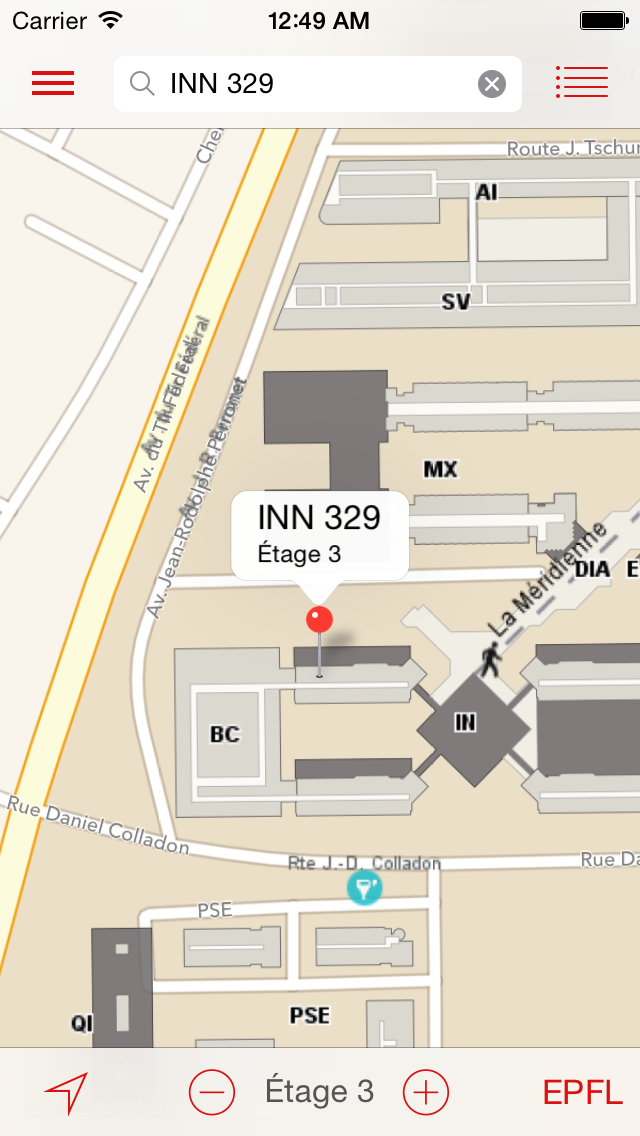 Carrier 12:49 AM
INN 329
Che
Route J. Tschu
AI
SV
Av. du Tir Fédéral
Av. Jean-Rodolphe Perronet
MX
INN 329
Étage 3
La Méridienne
DIA E
IN
BC
Rue Daniel Colladon
Rte J.-D. Colladon
Rue Da
PSE
PSE
QI
Étage 3
EPFL